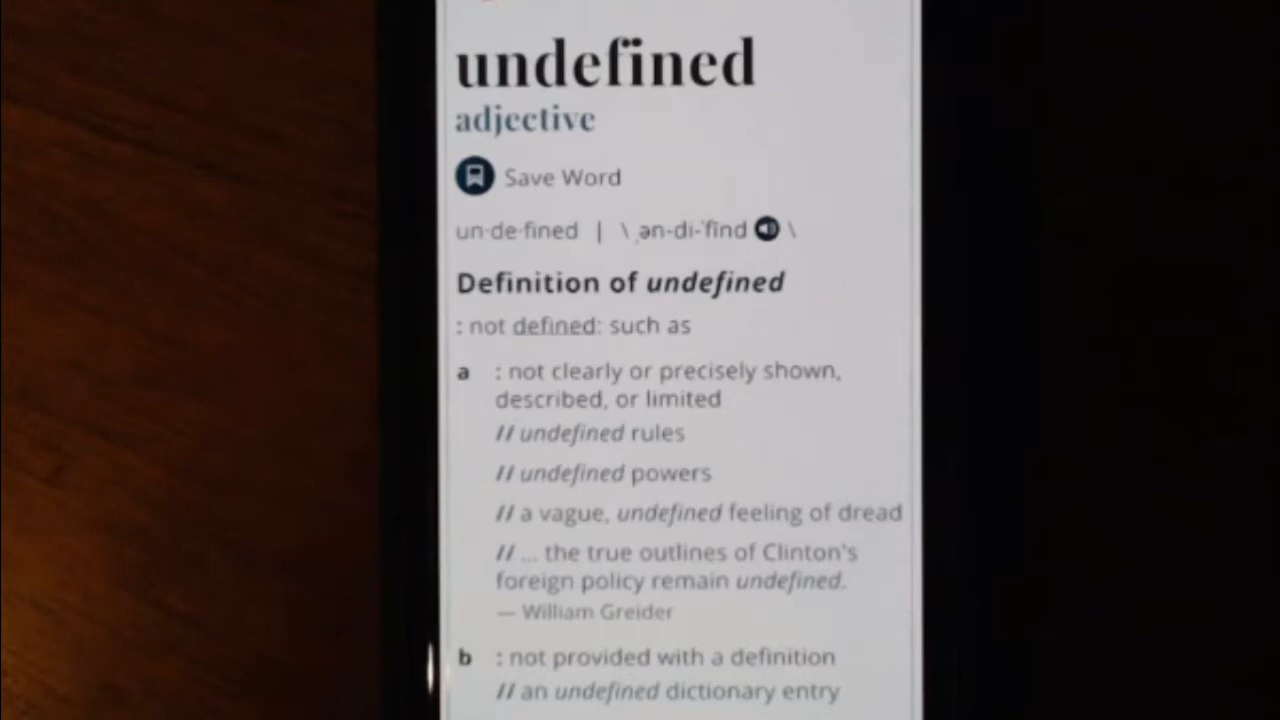 undefined
adjective
Save Word
un·de·fined | \ ˌən-di-ˈfīnd \
Definition of undefined
: not defined: such as
a : not clearly or precisely shown,
described, or limited
// undefined rules
// undefined powers
// a vague, undefined feeling of dread
// ... the true outlines of Clinton's
foreign policy remain undefined.
— William Greider
b : not provided with a definition
// an undefined dictionary entry